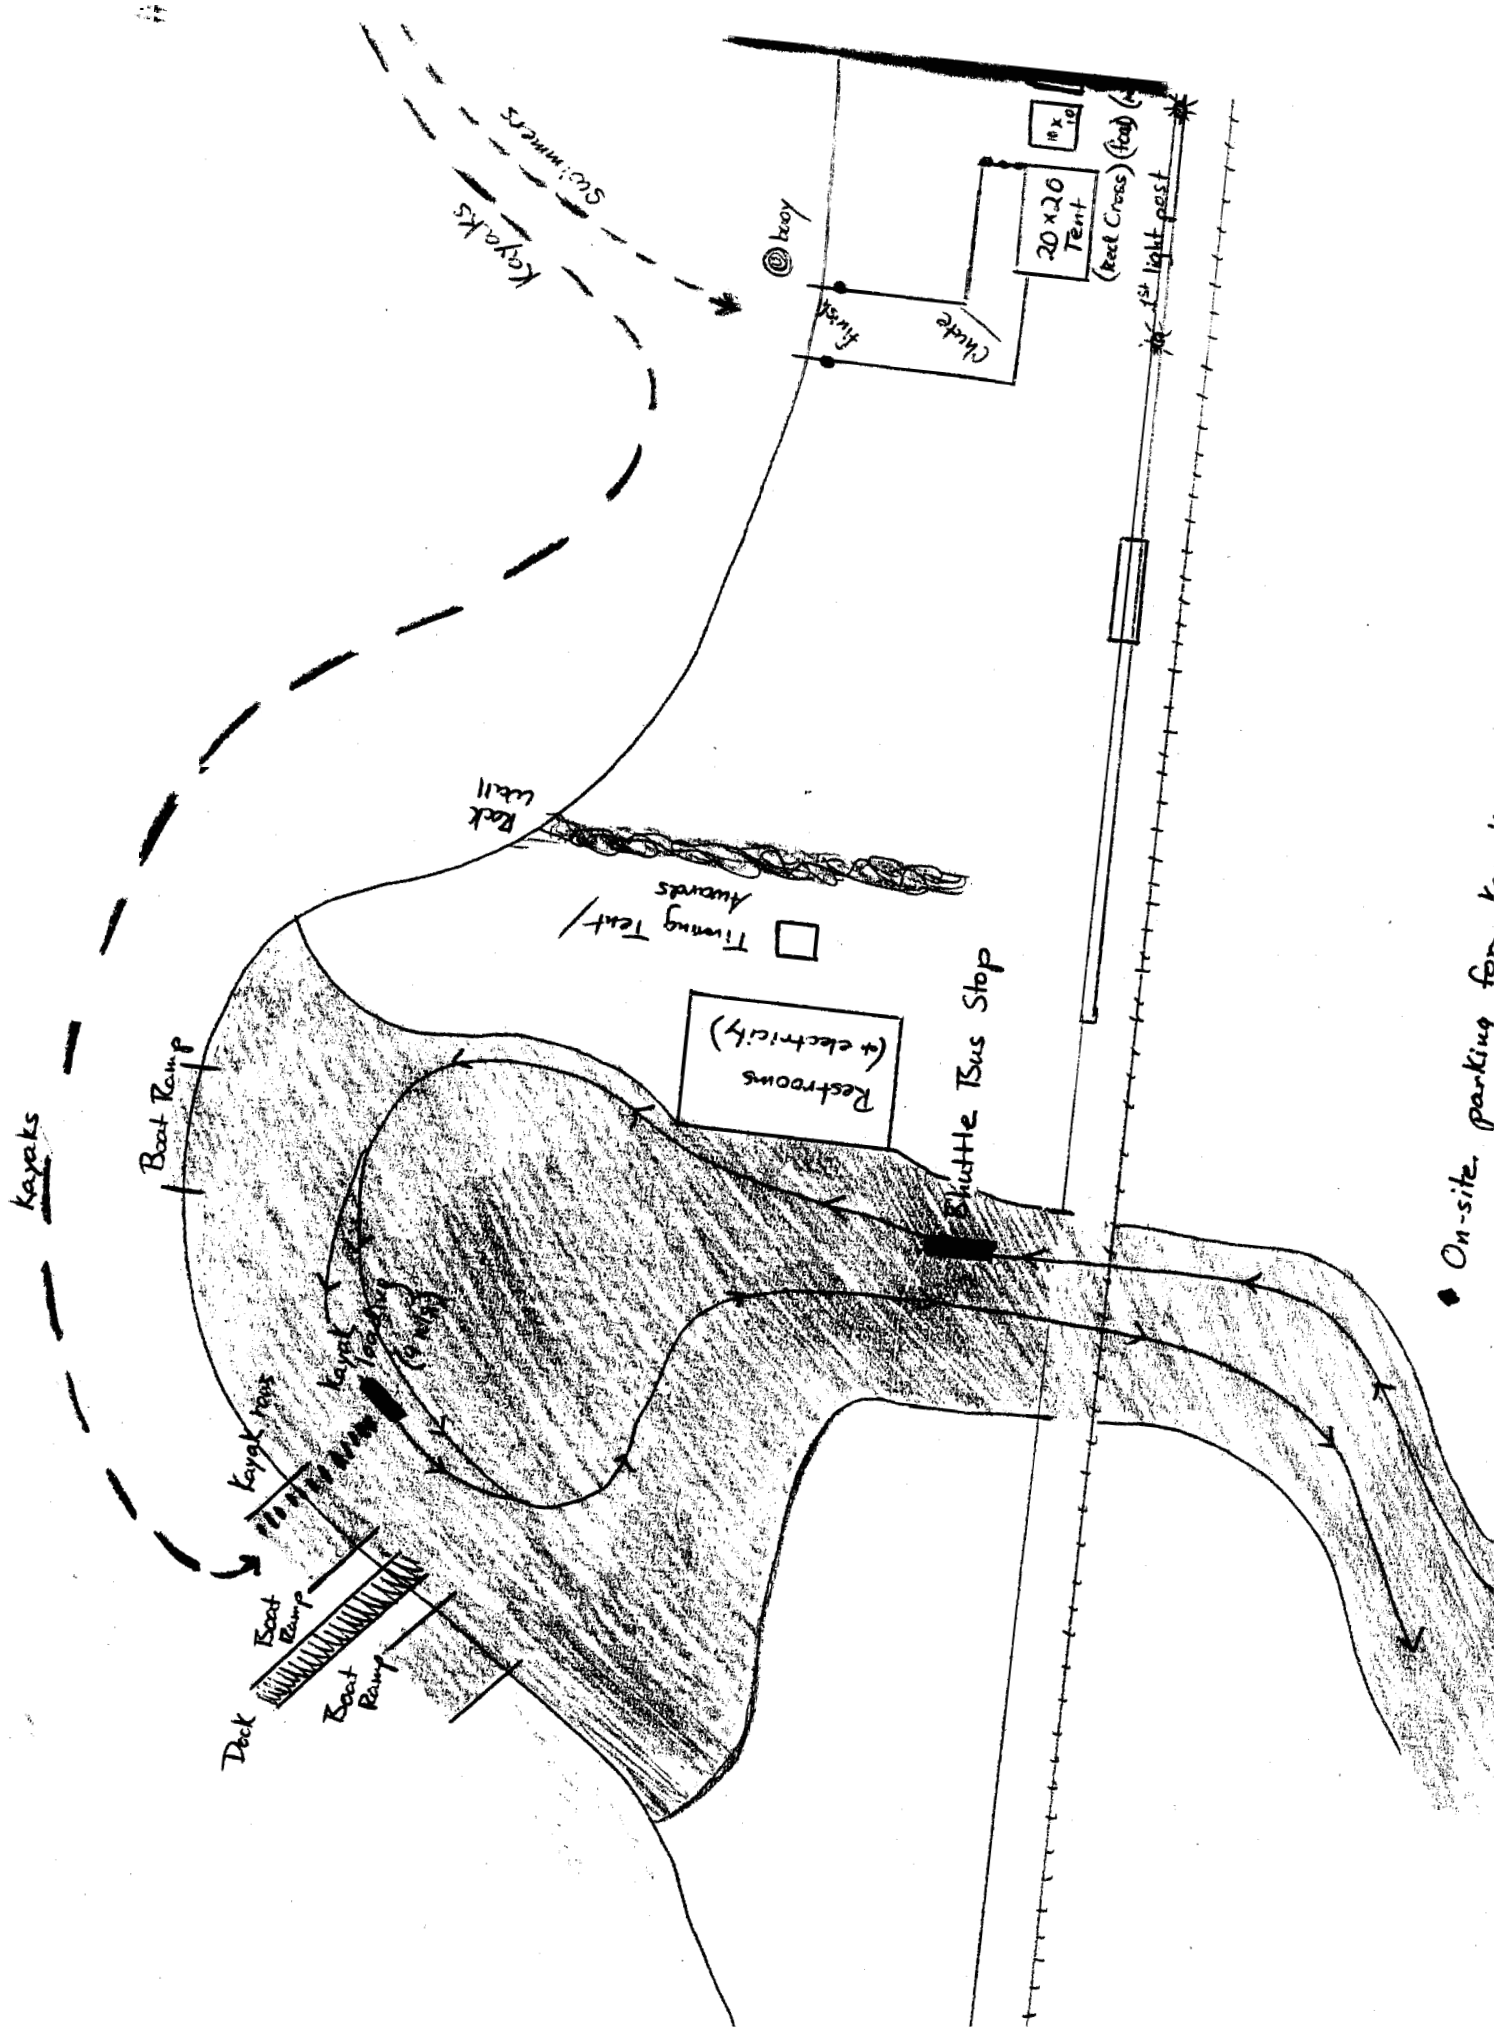 Swimmers
Kayaks
buoy
finish
Chute
10 x
10
20 x 20
Tent
(Red Cross) (food)
1st light post
Rock
Wall
Timing Tent /
Awards
Restrooms
(+ electricity)
Shuttle Bus Stop
Kayaks
Boat Ramp
Kayak
loading
Kayak rows
Boat
Ramp
Dock
Boat
Ramp
• On-site parking for